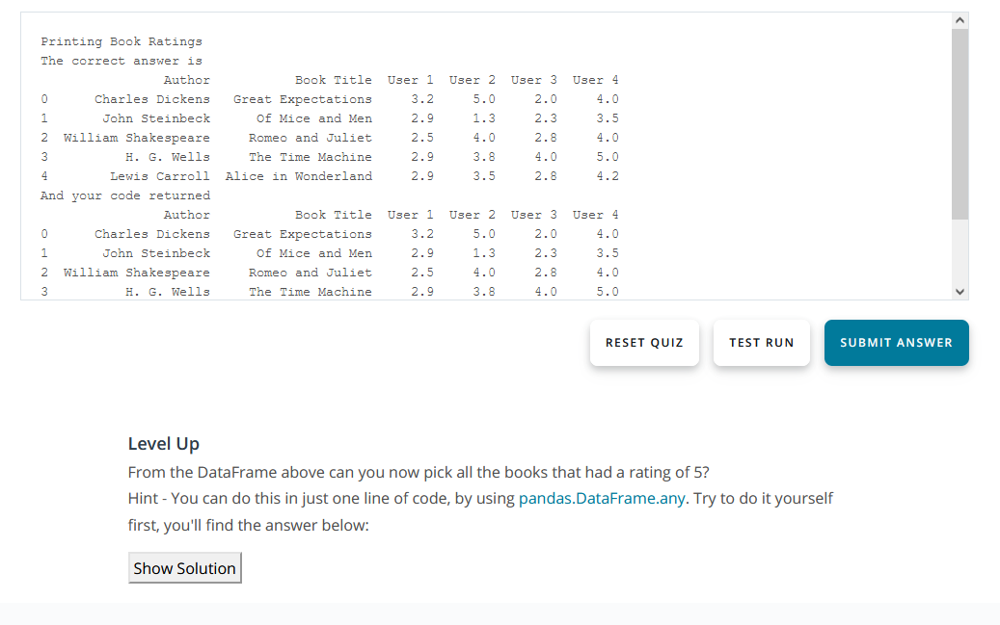 Printing Book Ratings
The correct answer is
Author Book Title User 1 User 2 User 3 User 4
0 Charles Dickens Great Expectations 3.2 5.0 2.0 4.0
1 John Steinbeck Of Mice and Men 2.9 1.3 2.3 3.5
2 William Shakespeare Romeo and Juliet 2.5 4.0 2.8 4.0
3 H. G. Wells The Time Machine 2.9 3.8 4.0 5.0
4 Lewis Carroll Alice in Wonderland 2.9 3.5 2.8 4.2
And your code returned
Author Book Title User 1 User 2 User 3 User 4
0 Charles Dickens Great Expectations 3.2 5.0 2.0 4.0
1 John Steinbeck Of Mice and Men 2.9 1.3 2.3 3.5
2 William Shakespeare Romeo and Juliet 2.5 4.0 2.8 4.0
3 H. G. Wells The Time Machine 2.9 3.8 4.0 5.0
RESET QUIZ TEST RUN SUBMIT ANSWER
Level Up
From the DataFrame above can you now pick all the books that had a rating of 5?
Hint - You can do this in just one line of code, by using pandas.DataFrame.any. Try to do it yourself
first, you'll find the answer below:
Show Solution